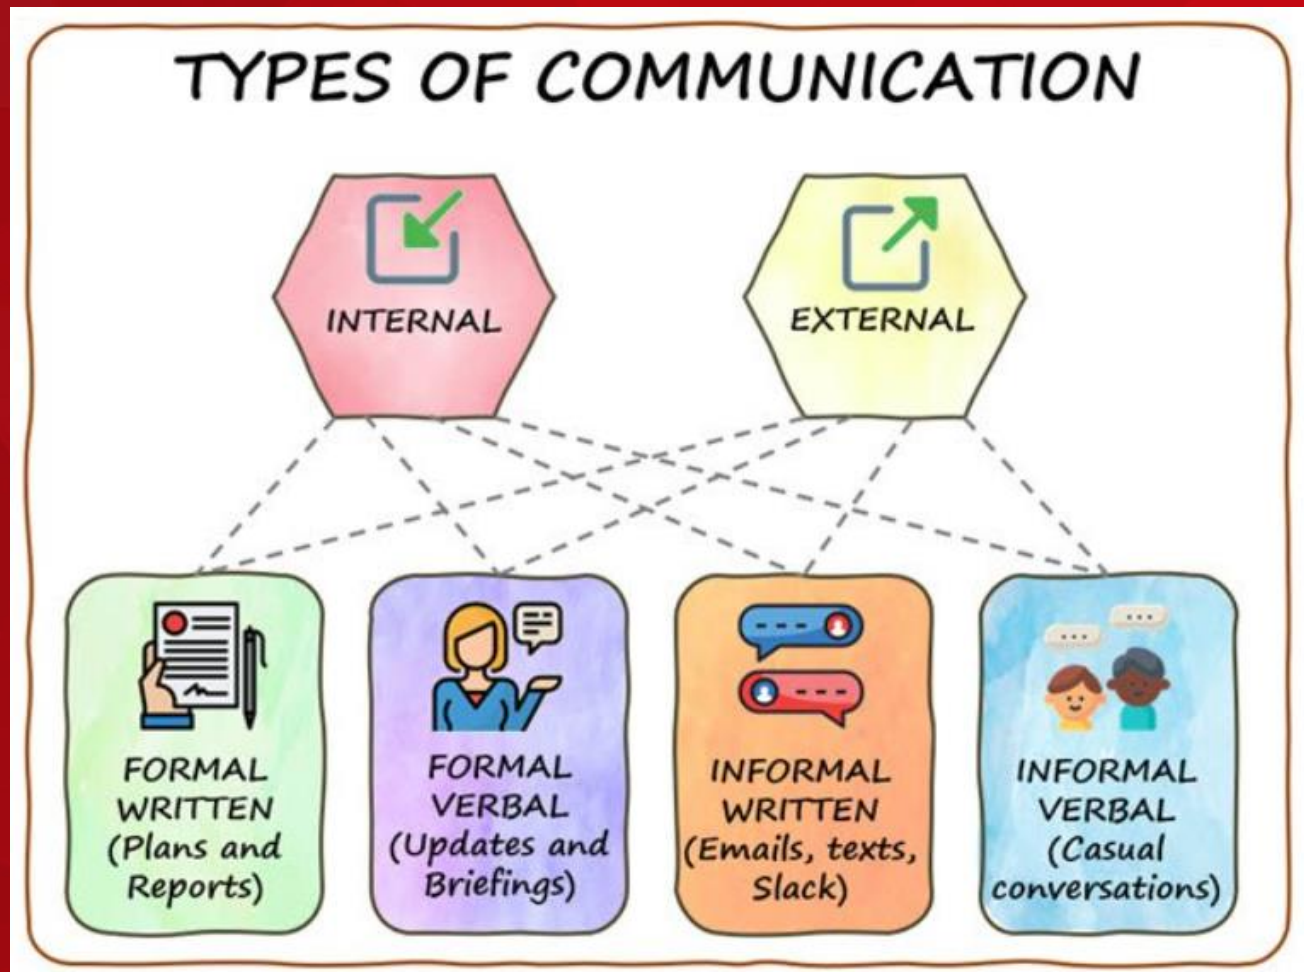 TYPES OF COMMUNICATION
INTERNAL
EXTERNAL
FORMAL
WRITTEN
(Plans and
Reports)
FORMAL
VERBAL
(Updates and
Briefings)
INFORMAL
WRITTEN
(Emails, texts,
Slack)
INFORMAL
VERBAL
(Casual
conversations)